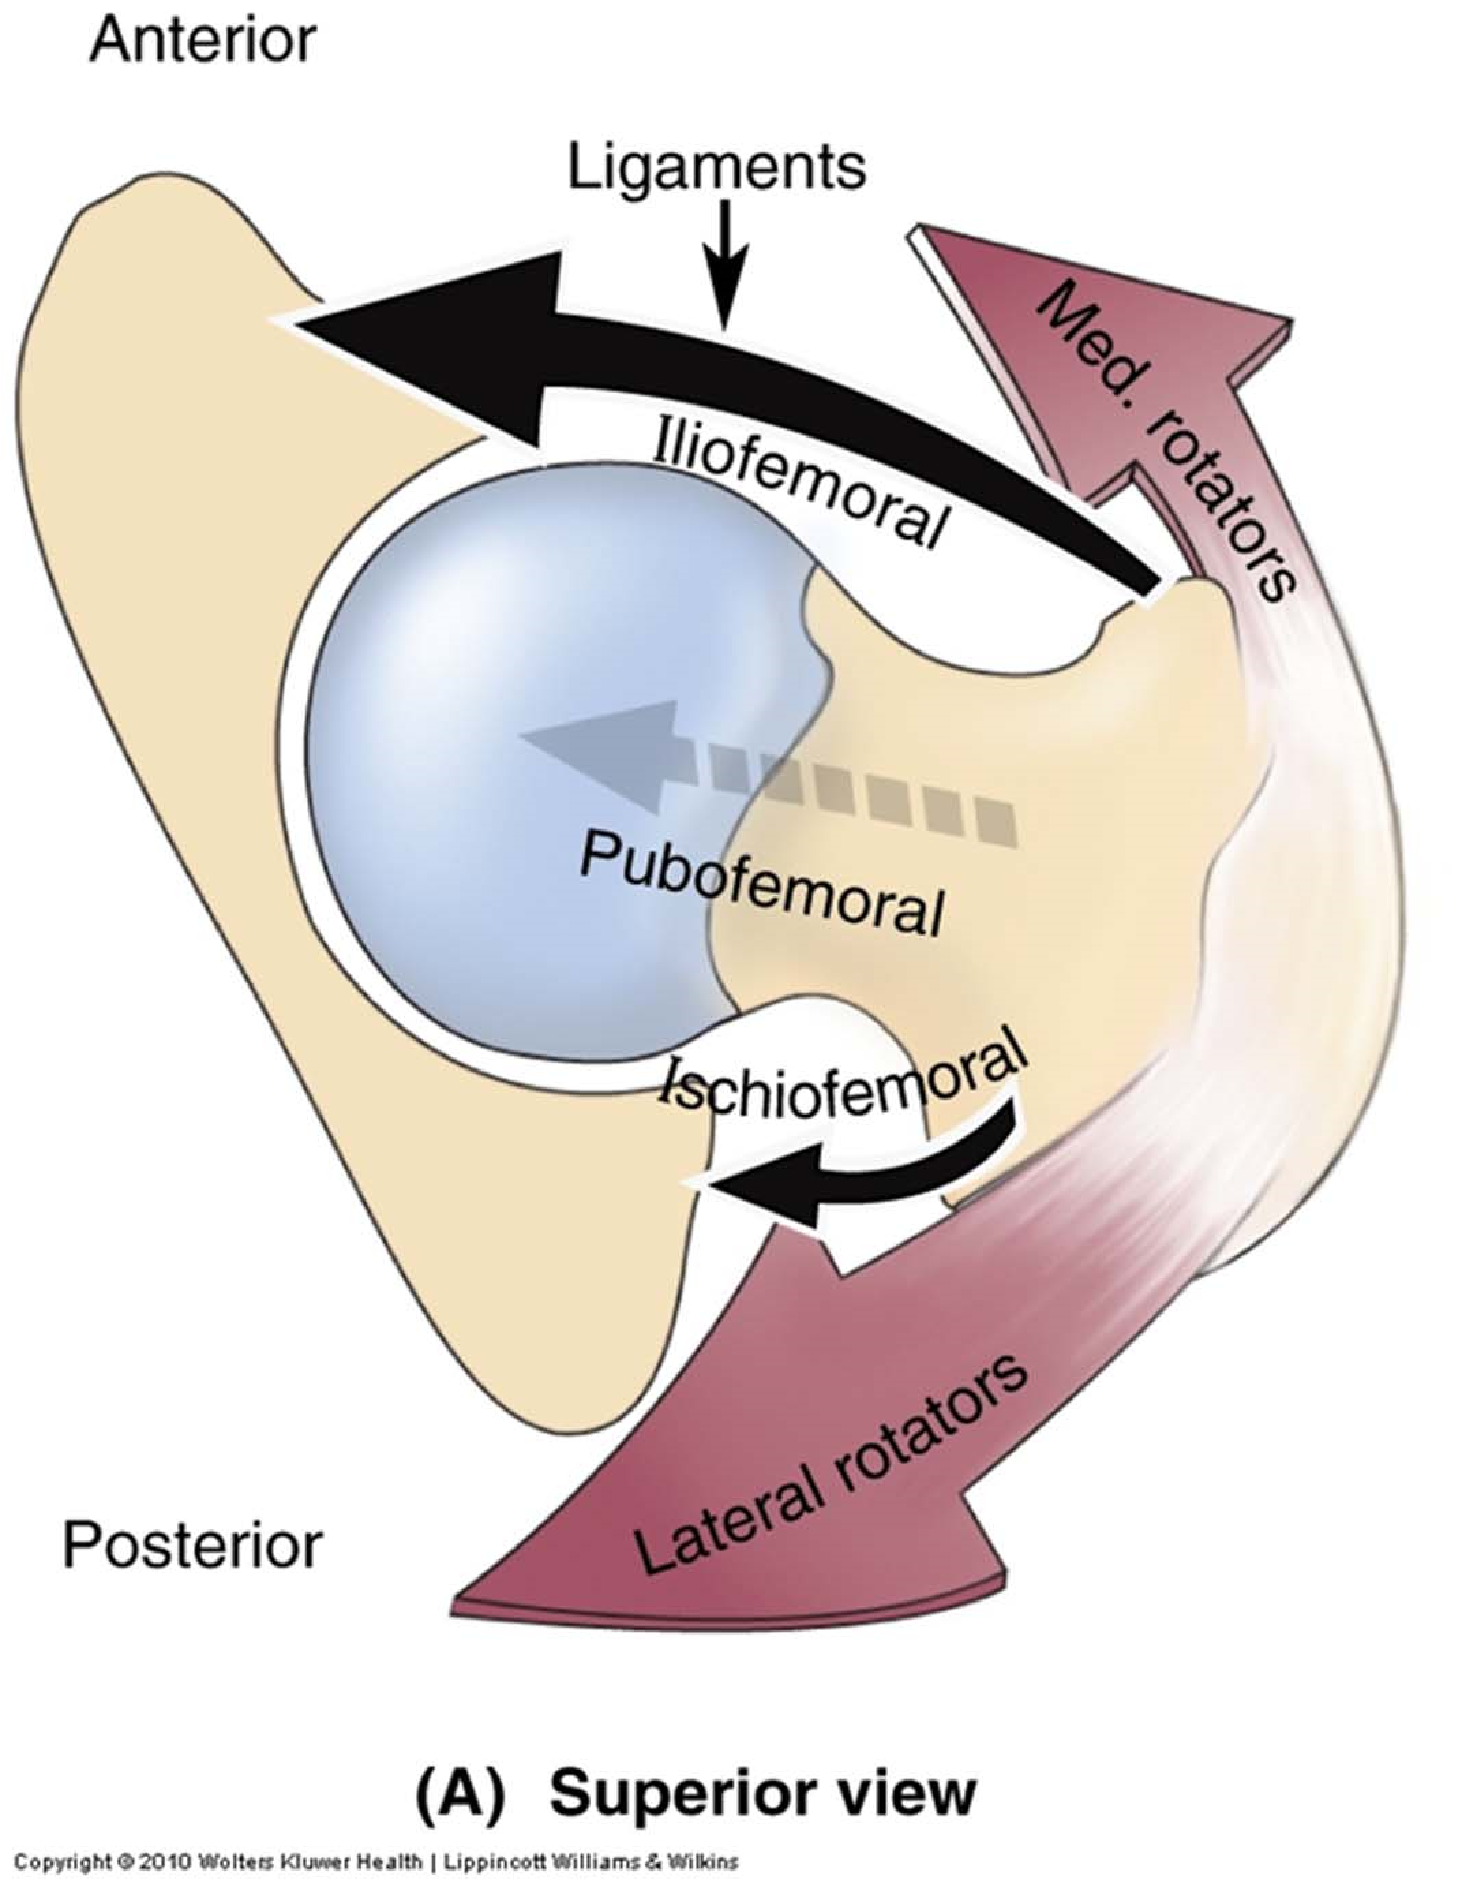 Anterior
Ligaments
Med. rotators
Iliofemoral
Pubofemoral
Ischiofemoral
Lateral rotators
Posterior
(A) Superior view
Copyright © 2010 Wolters Kluwer Health | Lippincott Williams & Wilkins